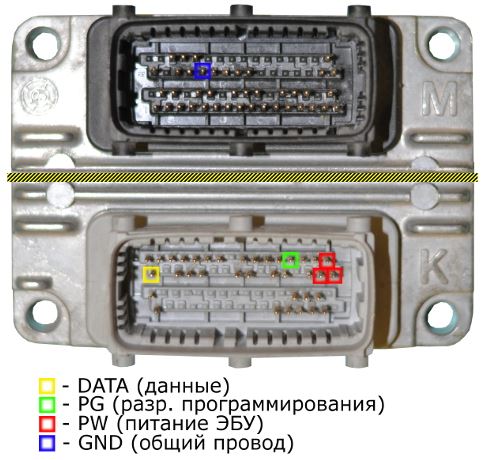 M
K
- DATA (данные)
- PG (разр. программирования)
- PW (питание ЭБУ)
- GND (общий провод)